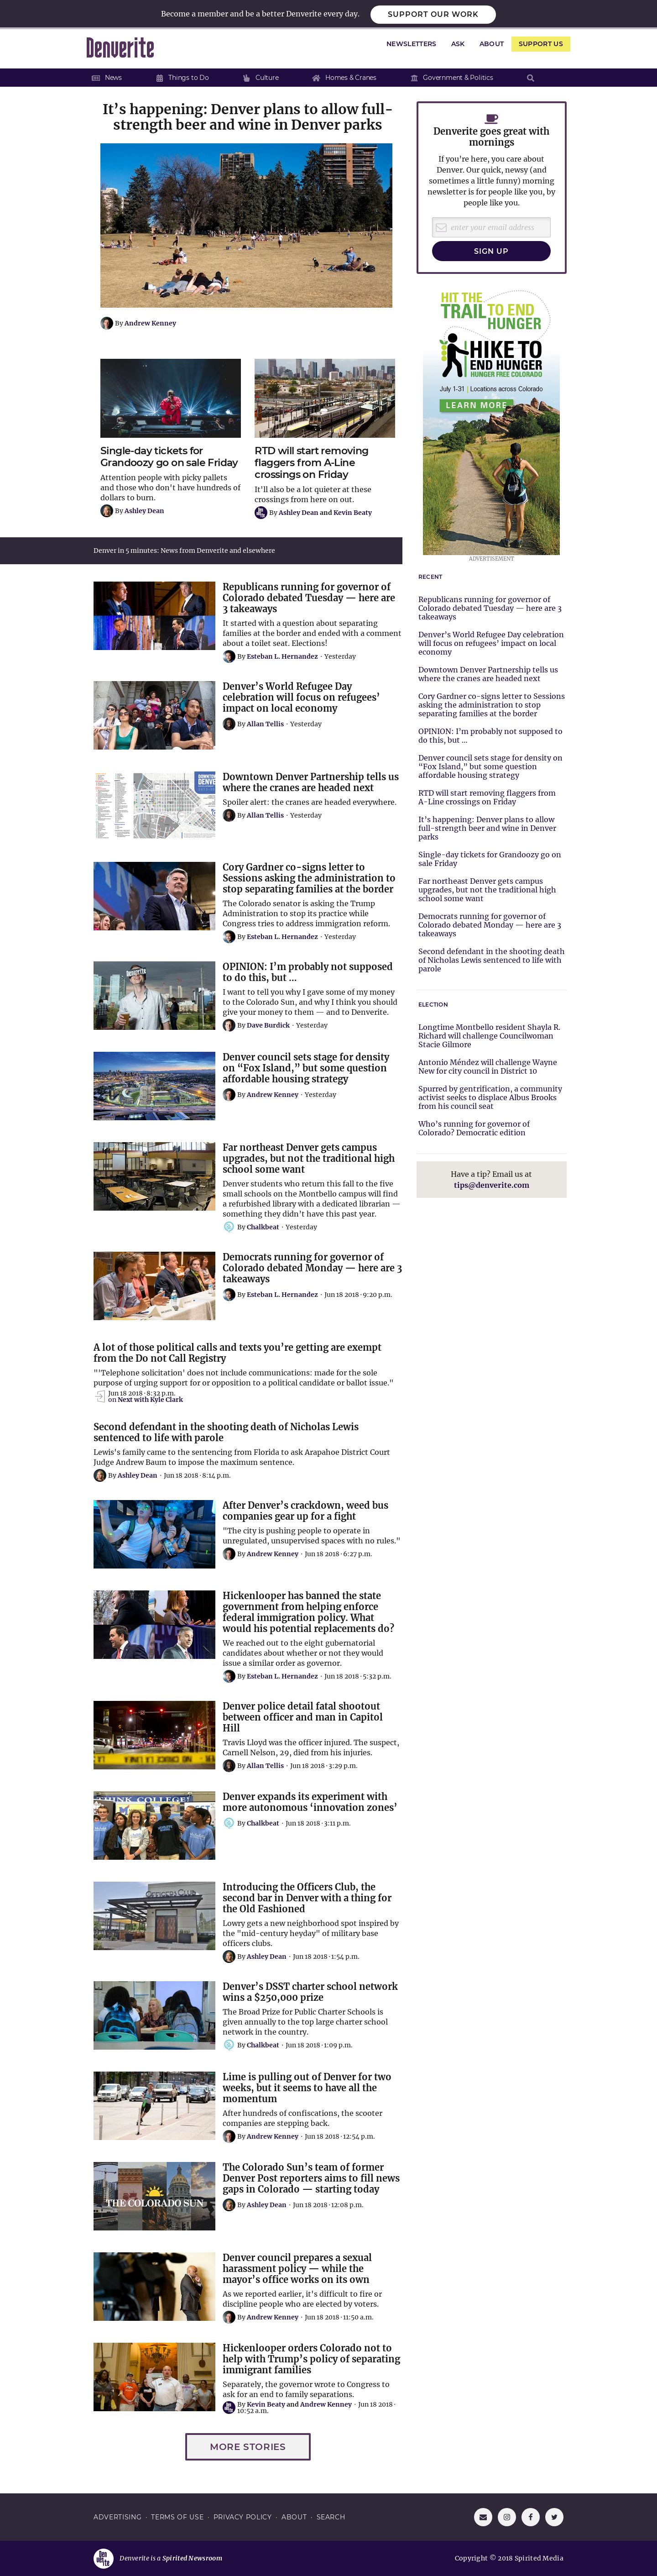 Become a member and be a better Denverite every day.
SUPPORT OUR WORK
Denverite
NEWSLETTERS
ASK
ABOUT
SUPPORT US
News
Things to Do
Culture
Homes & Cranes
Government & Politics
It's happening: Denver plans to allow full-
strength beer and wine in Denver parks
By Andrew Kenney
Single-day tickets for
Grandoozy go on sale Friday
Attention people with picky pallets
and those who don't have hundreds of
dollars to burn.
By Ashley Dean
RTD will start removing
flaggers from A-Line
crossings on Friday
It'll also be a lot quieter at these
crossings from here on out.
By Ashley Dean and Kevin Beaty
Denver in 5 minutes: News from Denverite and elsewhere
Republicans running for governor of
Colorado debated Tuesday — here are
3 takeaways
It started with a question about separating
families at the border and ended with a comment
about a toilet seat. Elections!
By Esteban L. Hernandez · Yesterday
Denver's World Refugee Day
celebration will focus on refugees'
impact on local economy
By Allan Tellis · Yesterday
Downtown Denver Partnership tells us
where the cranes are headed next
Spoiler alert: the cranes are headed everywhere.
By Allan Tellis · Yesterday
Cory Gardner co-signs letter to
Sessions asking the administration to
stop separating families at the border
The Colorado senator is asking the Trump
Administration to stop its practice while
Congress tries to address immigration reform.
By Esteban L. Hernandez · Yesterday
OPINION: I'm probably not supposed
to do this, but ...
I want to tell you why I gave some of my money
to the Colorado Sun, and why I think you should
give your money to them — and to Denverite.
By Dave Burdick · Yesterday
Denver council sets stage for density
on "Fox Island," but some question
affordable housing strategy
By Andrew Kenney · Yesterday
Far northeast Denver gets campus
upgrades, but not the traditional high
school some want
Denver students who return this fall to the five
small schools on the Montbello campus will find
a refurbished library with a dedicated librarian —
something they didn't have this past year.
By Chalkbeat · Yesterday
Democrats running for governor of
Colorado debated Monday — here are 3
takeaways
By Esteban L. Hernandez · Jun 18 2018 · 9:20 p.m.
A lot of those political calls and texts you're getting are exempt
from the Do not Call Registry
"'Telephone solicitation' does not include communications: made for the sole
purpose of urging support for or opposition to a political candidate or ballot issue."
Jun 18 2018 · 8:32 p.m.
on Next with Kyle Clark
Second defendant in the shooting death of Nicholas Lewis
sentenced to life with parole
Lewis's family came to the sentencing from Florida to ask Arapahoe District Court
Judge Andrew Baum to impose the maximum sentence.
By Ashley Dean · Jun 18 2018 · 8:14 p.m.
After Denver's crackdown, weed bus
companies gear up for a fight
"The city is pushing people to operate in
unregulated, unsupervised spaces with no rules."
By Andrew Kenney · Jun 18 2018 · 6:27 p.m.
Hickenlooper has banned the state
government from helping enforce
federal immigration policy. What
would his potential replacements do?
We reached out to the eight gubernatorial
candidates about whether or not they would
issue a similar order as governor.
By Esteban L. Hernandez · Jun 18 2018 · 5:32 p.m.
Denver police detail fatal shootout
between officer and man in Capitol
Hill
Travis Lloyd was the officer injured. The suspect,
Carnell Nelson, 29, died from his injuries.
By Allan Tellis · Jun 18 2018 · 3:29 p.m.
Denver expands its experiment with
more autonomous 'innovation zones'
By Chalkbeat · Jun 18 2018 · 3:11 p.m.
Introducing the Officers Club, the
second bar in Denver with a thing for
the Old Fashioned
Lowry gets a new neighborhood spot inspired by
the "mid-century heyday" of military base
officers clubs.
By Ashley Dean · Jun 18 2018 · 1:54 p.m.
Denver's DSST charter school network
wins a $250,000 prize
The Broad Prize for Public Charter Schools is
given annually to the top large charter school
network in the country.
By Chalkbeat · Jun 18 2018 · 1:09 p.m.
Lime is pulling out of Denver for two
weeks, but it seems to have all the
momentum
After hundreds of confiscations, the scooter
companies are stepping back.
By Andrew Kenney · Jun 18 2018 · 12:54 p.m.
THE COLORADO SUN
The Colorado Sun's team of former
Denver Post reporters aims to fill news
gaps in Colorado — starting today
By Ashley Dean · Jun 18 2018 · 12:08 p.m.
Denver council prepares a sexual
harassment policy — while the
mayor's office works on its own
As we reported earlier, it's difficult to fire or
discipline people who are elected by voters.
By Andrew Kenney · Jun 18 2018 · 11:50 a.m.
Hickenlooper orders Colorado not to
help with Trump's policy of separating
immigrant families
Separately, the governor wrote to Congress to
ask for an end to family separations.
By Kevin Beaty and Andrew Kenney · Jun 18 2018 ·
10:52 a.m.
MORE STORIES
Denverite goes great with
mornings
If you're here, you care about
Denver. Our quick, newsy (and
sometimes a little funny) morning
newsletter is for people like you, by
people like you.
enter your email address
SIGN UP
HIT THE
TRAIL TO END
HUNGER
HIKE TO
END HUNGER
HUNGER FREE COLORADO
July 1-31 | Locations across Colorado
LEARN MORE
ADVERTISEMENT
RECENT
Republicans running for governor of
Colorado debated Tuesday — here are 3
takeaways
Denver's World Refugee Day celebration
will focus on refugees' impact on local
economy
Downtown Denver Partnership tells us
where the cranes are headed next
Cory Gardner co-signs letter to Sessions
asking the administration to stop
separating families at the border
OPINION: I'm probably not supposed to
do this, but ...
Denver council sets stage for density on
"Fox Island," but some question
affordable housing strategy
RTD will start removing flaggers from
A-Line crossings on Friday
It's happening: Denver plans to allow
full-strength beer and wine in Denver
parks
Single-day tickets for Grandoozy go on
sale Friday
Far northeast Denver gets campus
upgrades, but not the traditional high
school some want
Democrats running for governor of
Colorado debated Monday — here are 3
takeaways
Second defendant in the shooting death
of Nicholas Lewis sentenced to life with
parole
ELECTION
Longtime Montbello resident Shayla R.
Richard will challenge Councilwoman
Stacie Gilmore
Antonio Méndez will challenge Wayne
New for city council in District 10
Spurred by gentrification, a community
activist seeks to displace Albus Brooks
from his council seat
Who's running for governor of
Colorado? Democratic edition
Have a tip? Email us at
tips@denverite.com
ADVERTISING · TERMS OF USE · PRIVACY POLICY · ABOUT · SEARCH
Denverite is a Spirited Newsroom
Copyright © 2018 Spirited Media